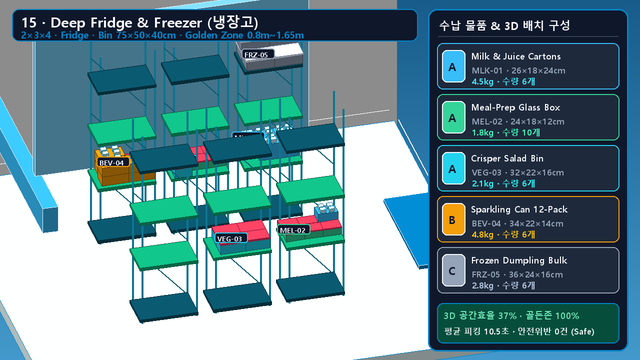 15 · Deep Fridge & Freezer (냉장고)
2×3×4 · Fridge · Bin 75×50×40cm · Golden Zone 0.8m~1.65m
FRZ-05
BEV-04
VEG-03
MEL-02
수납 물품 & 3D 배치 구성
A
Milk & Juice Cartons
MLK-01 · 26×18×24cm
4.5kg · 수량 6개
A
Meal-Prep Glass Box
MEL-02 · 24×18×12cm
1.8kg · 수량 10개
A
Crisper Salad Bin
VEG-03 · 32×22×16cm
2.1kg · 수량 6개
B
Sparkling Can 12-Pack
BEV-04 · 34×22×14cm
4.8kg · 수량 6개
C
Frozen Dumpling Bulk
FRZ-05 · 36×24×16cm
2.8kg · 수량 6개
3D 공간효율 37% · 골든존 100%
평균 피킹 10.5초 · 안전위반 0건 (Safe)